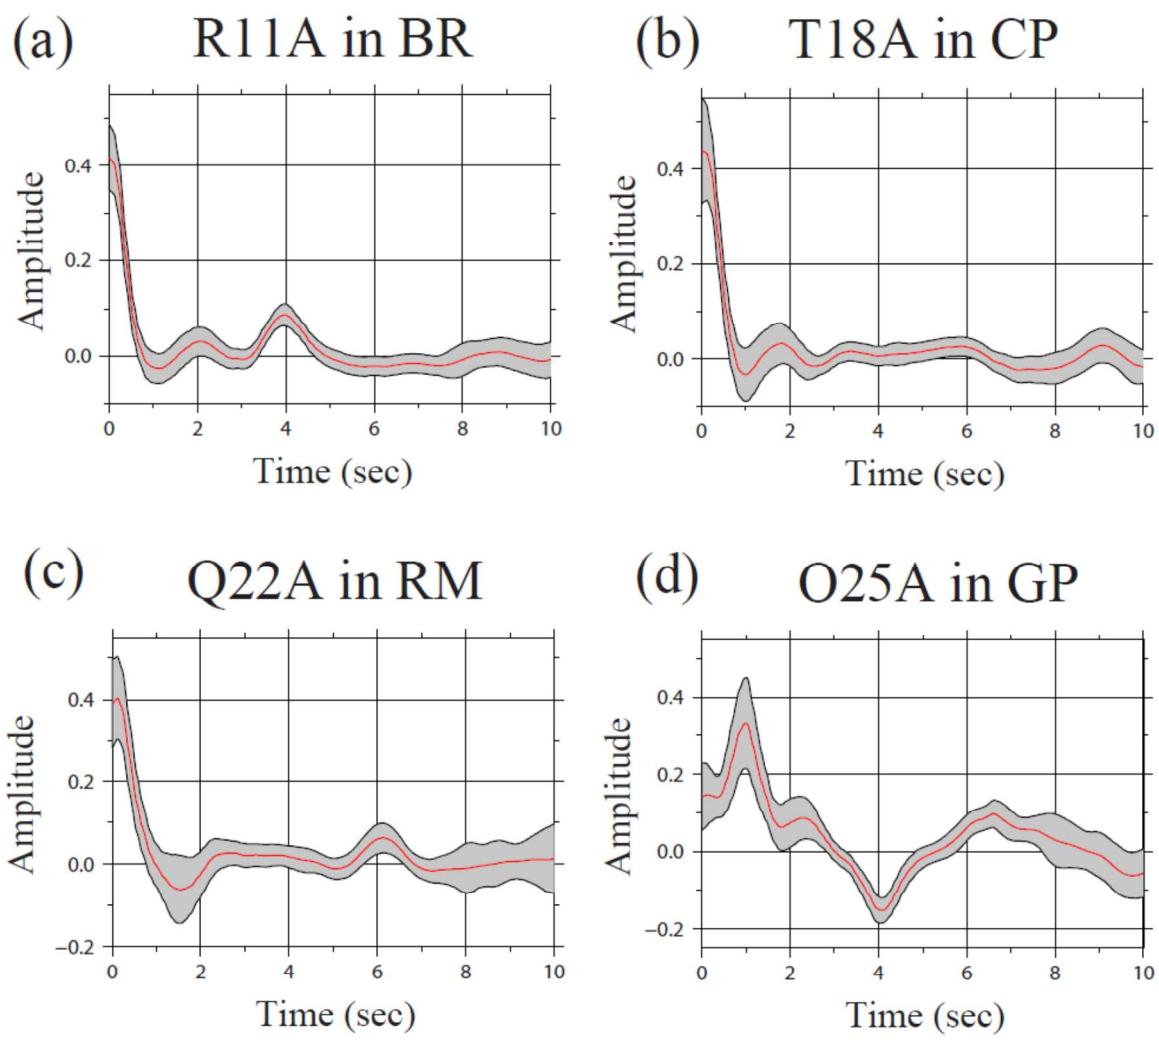 (a) R11A in BR
Amplitude
0.4
0.2
0.0
0 2 4 6 8 10
Time (sec)
(b) T18A in CP
Amplitude
0.4
0.2
0.0
0 2 4 6 8 10
Time (sec)
(c) Q22A in RM
Amplitude
0.4
0.2
0.0
−0.2
0 2 4 6 8 10
Time (sec)
(d) O25A in GP
Amplitude
0.4
0.2
0.0
−0.2
0 2 4 6 8 10
Time (sec)